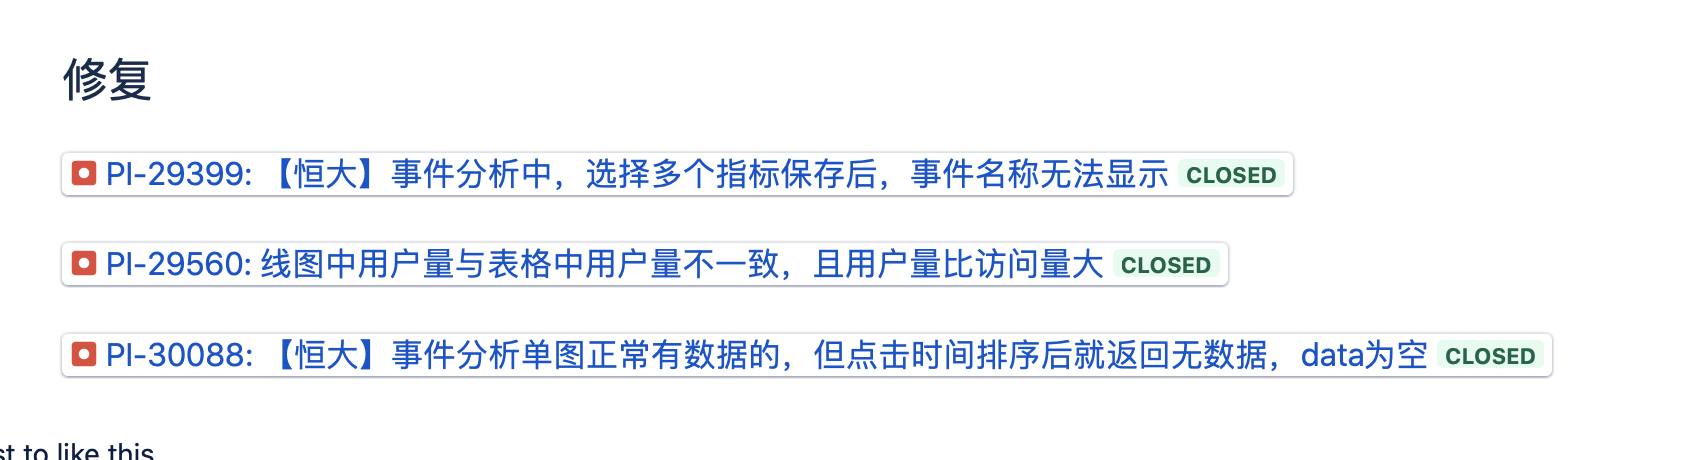 修复
PI-29399: 【恒大】事件分析中，选择多个指标保存后，事件名称无法显示 CLOSED
PI-29560: 线图中用户量与表格中用户量不一致，且用户量比访问量大 CLOSED
PI-30088: 【恒大】事件分析单图正常有数据的，但点击时间排序后就返回无数据，data为空 CLOSED
st to like this